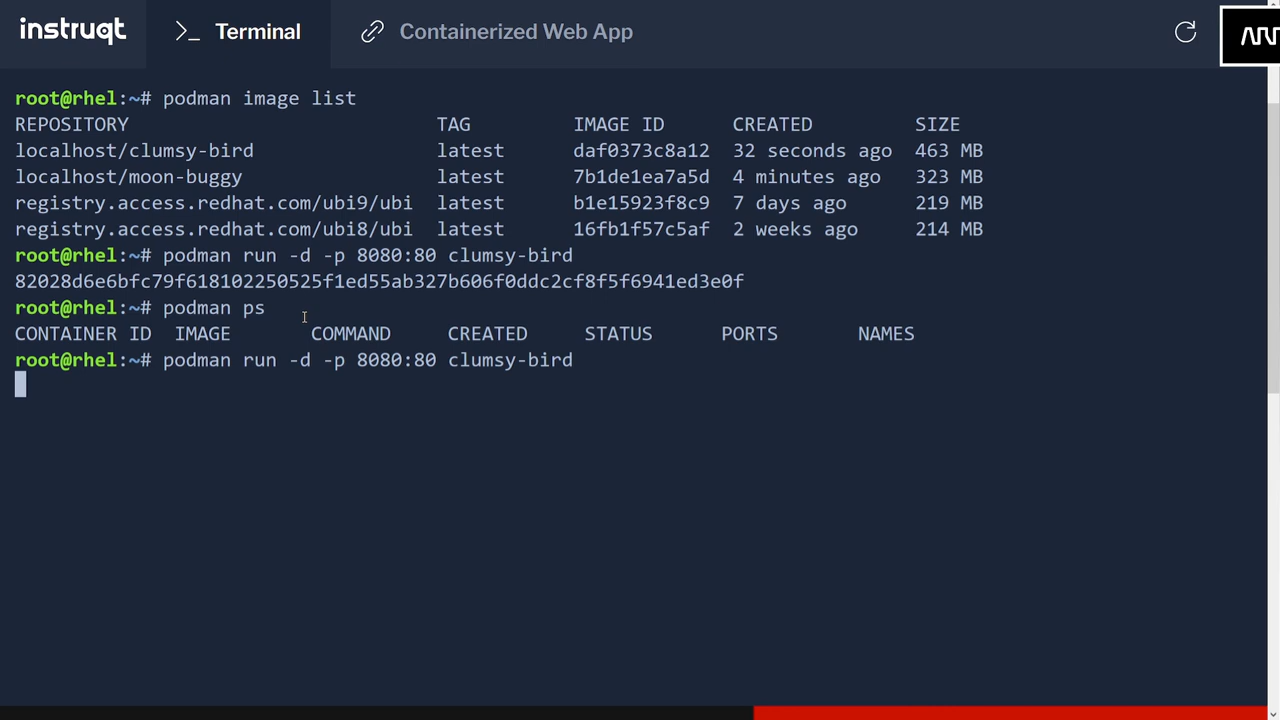 instruqt
>_ Terminal
Containerized Web App
root@rhel:~# podman image list
REPOSITORY TAG IMAGE ID CREATED SIZE
localhost/clumsy-bird latest daf0373c8a12 32 seconds ago 463 MB
localhost/moon-buggy latest 7b1de1ea7a5d 4 minutes ago 323 MB
registry.access.redhat.com/ubi9/ubi latest b1e15923f8c9 7 days ago 219 MB
registry.access.redhat.com/ubi8/ubi latest 16fb1f57c5af 2 weeks ago 214 MB
root@rhel:~# podman run -d -p 8080:80 clumsy-bird
82028d6e6bfc79f618102250525f1ed55ab327b606f0ddc2cf8f5f6941ed3e0f
root@rhel:~# podman ps
CONTAINER ID IMAGE COMMAND CREATED STATUS PORTS NAMES
root@rhel:~# podman run -d -p 8080:80 clumsy-bird